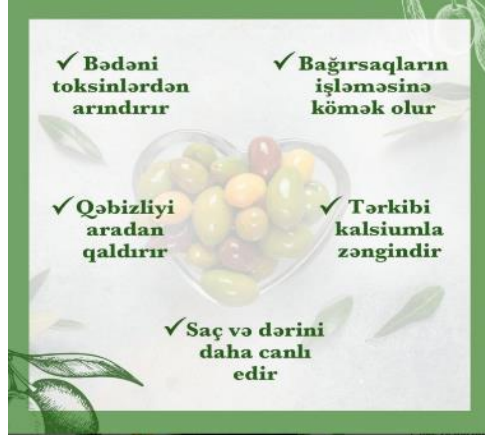 ✓ Bədəni
toksinlərdən
arındırır
✓ Bağırsaqların
işləməsinə
kömək olur
✓ Qəbizliyi
aradan
qaldırır
✓ Tərkibi
kalsiumla
zəngindir
✓ Saç və dərini
daha canlı
edir